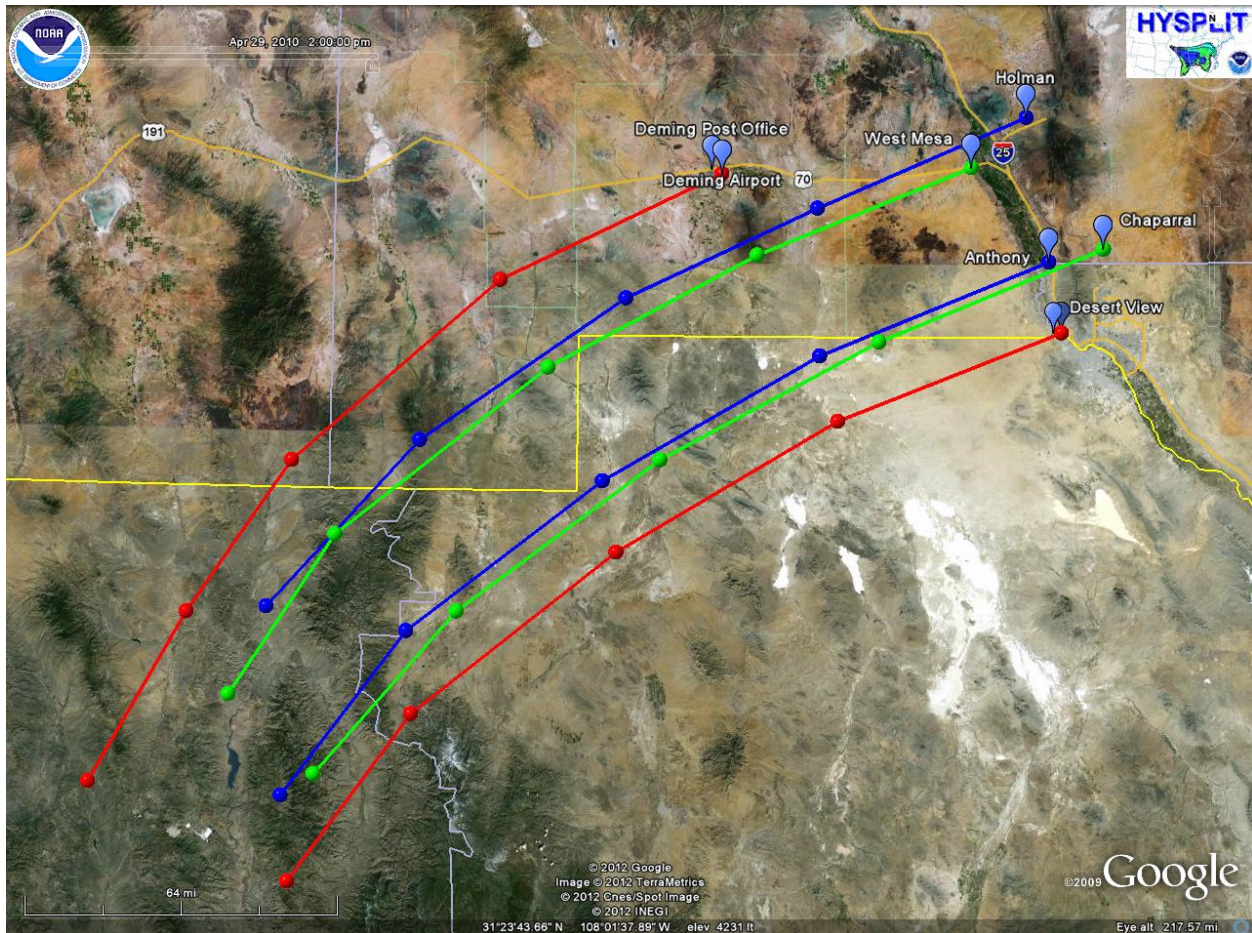 NOAA
Apr 29, 2010 2:00:00 pm
HYSPLIT
191
Holman
Deming Post Office
West Mesa
25
Deming Airport
70
Chaparral
Anthony
Desert View
64 mi
© 2012 Google
Image © 2012 TerraMetrics
© 2012 Cnes/Spot Image
© 2012 INEGI
©2009 Google
31°23'43.66" N 108°01'37.89" W elev 4231 ft
Eye alt 217.57 mi